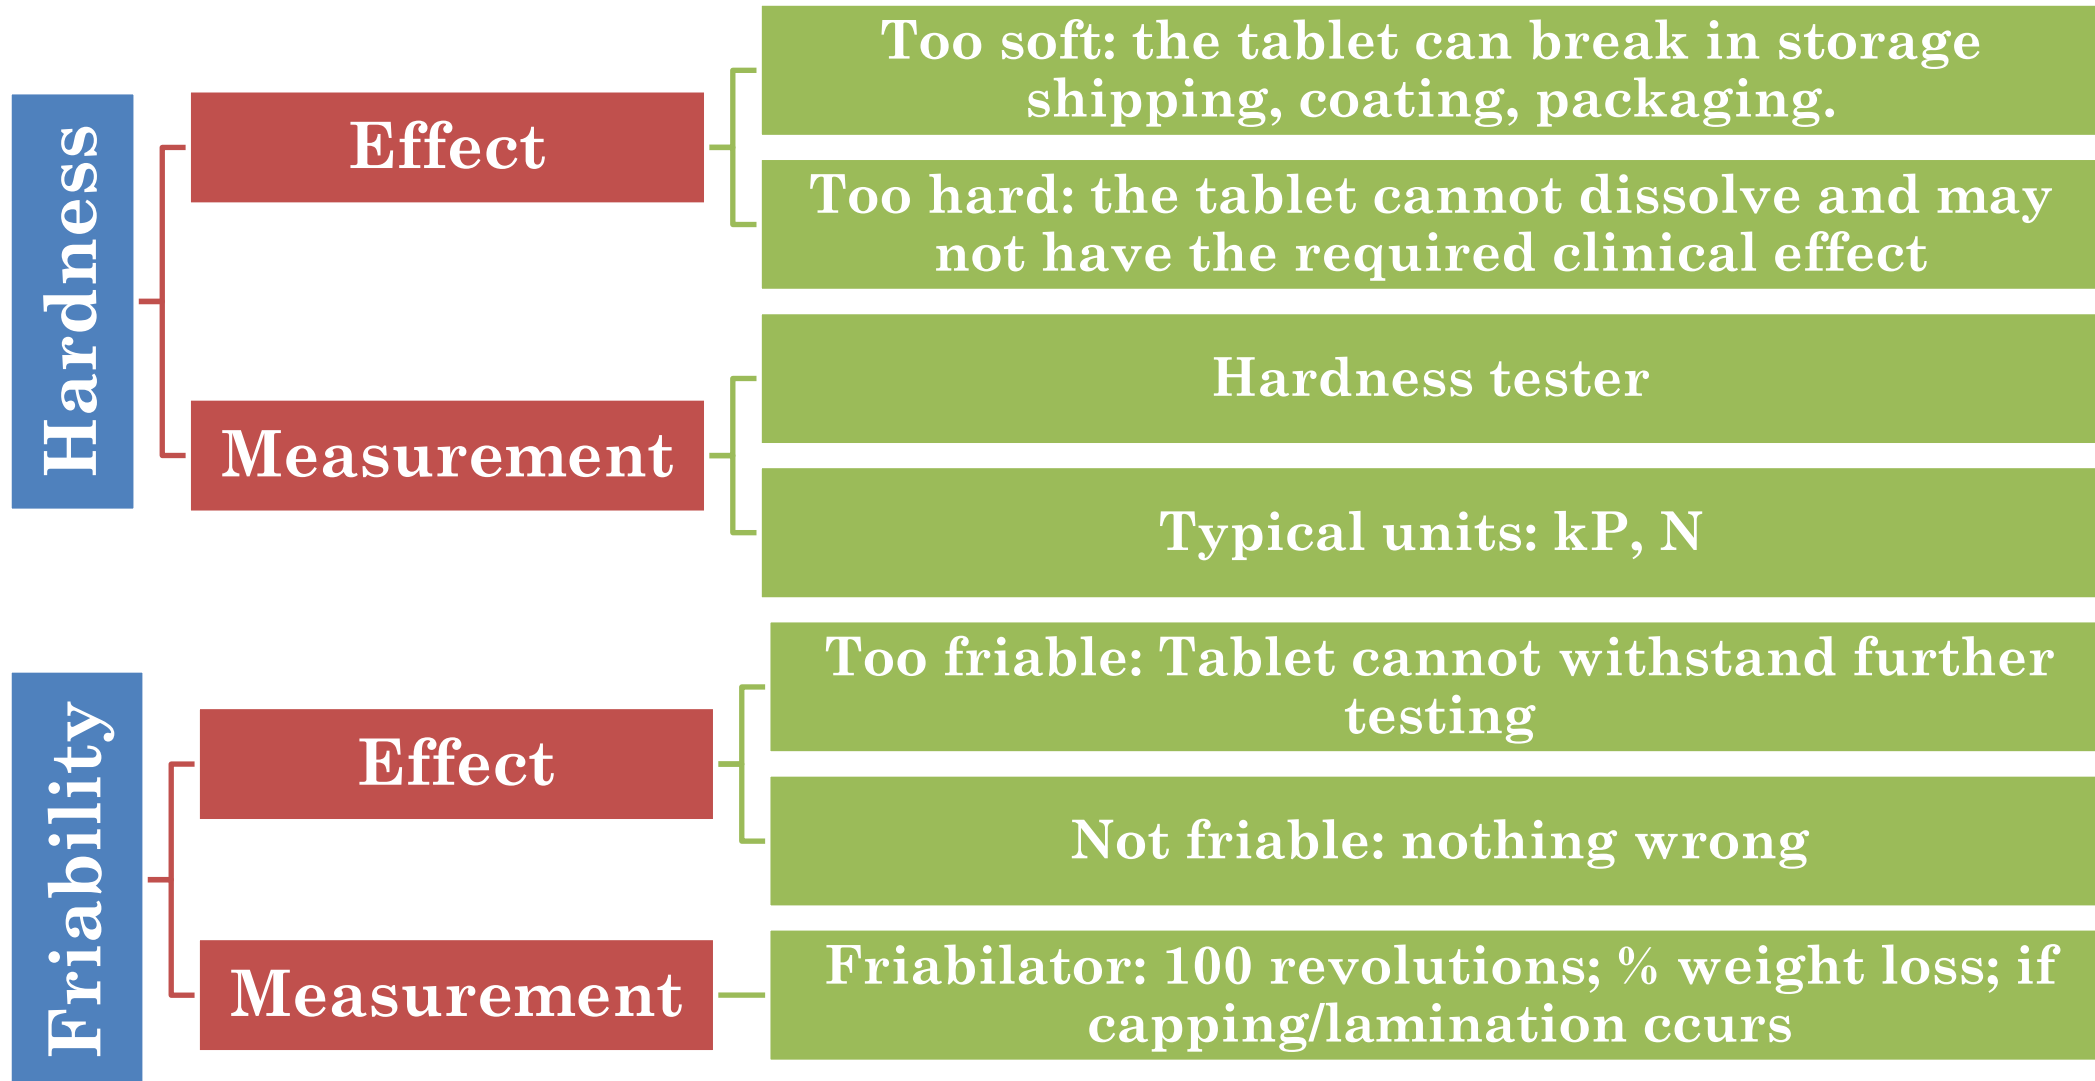 Hardness
Effect
Too soft: the tablet can break in storage
shipping, coating, packaging.
Too hard: the tablet cannot dissolve and may
not have the required clinical effect
Measurement
Hardness tester
Typical units: kP, N
Friability
Effect
Too friable: Tablet cannot withstand further
testing
Not friable: nothing wrong
Measurement
Friabilator: 100 revolutions; % weight loss; if
capping/lamination ccurs